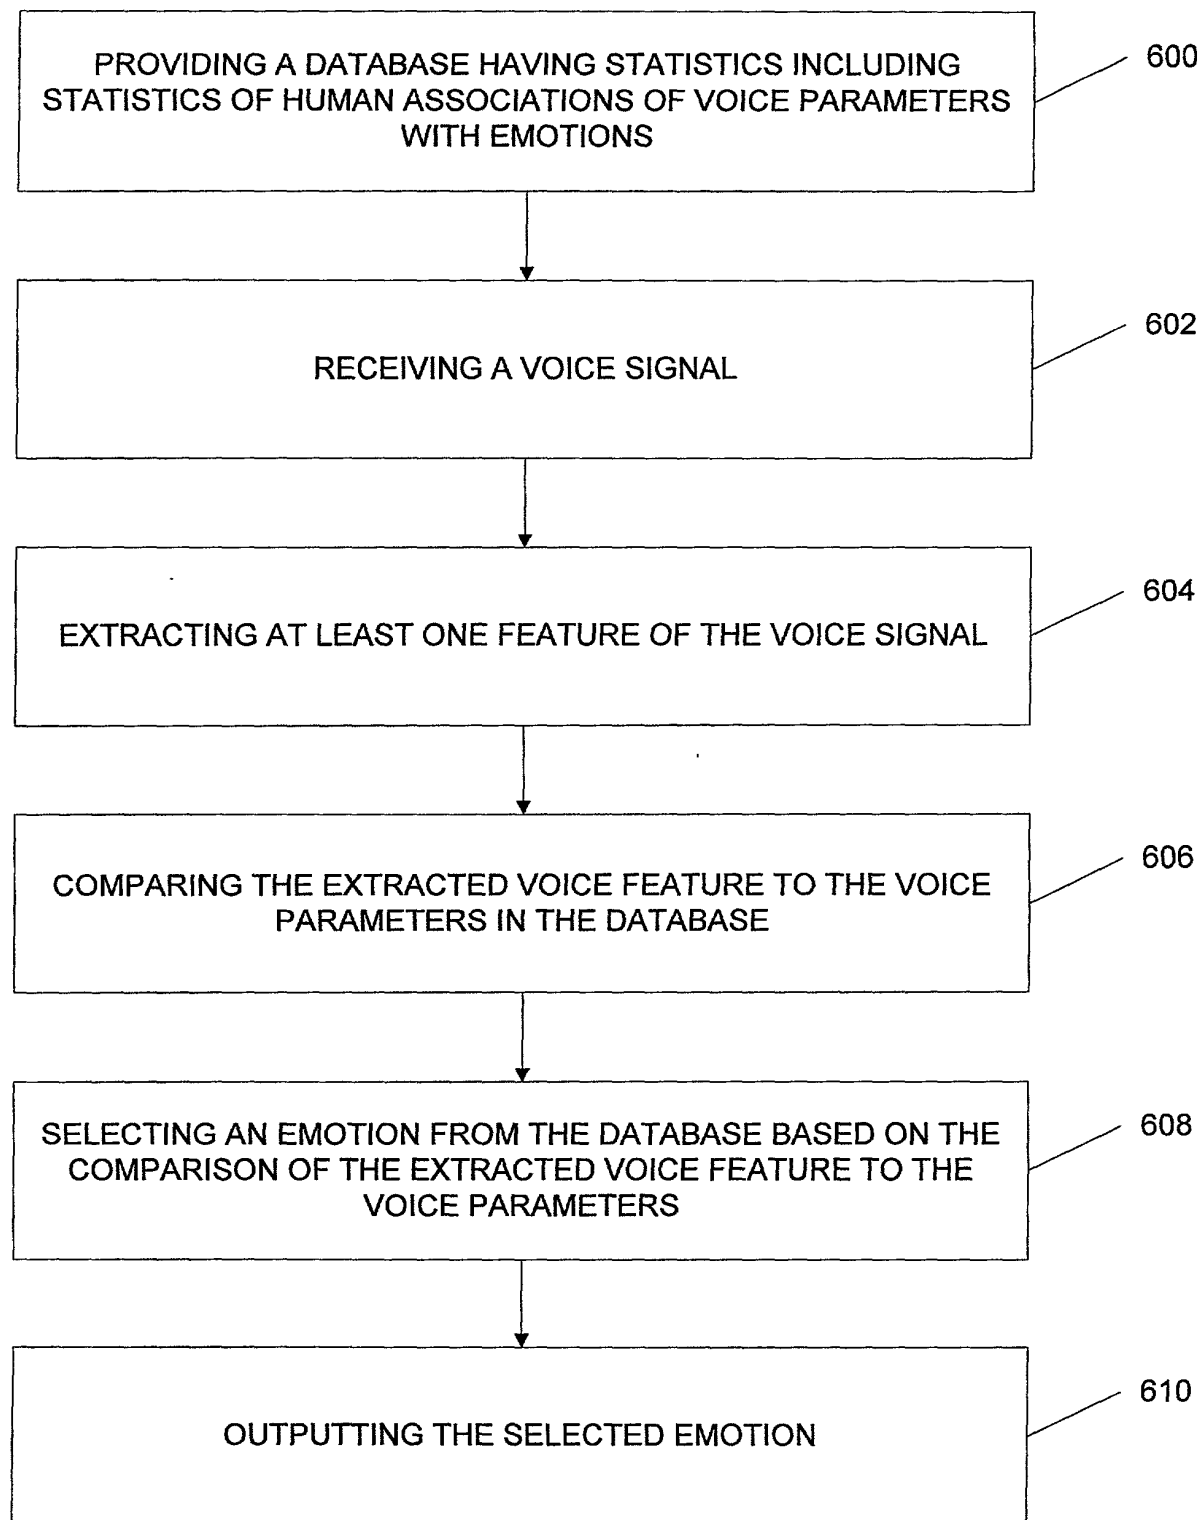 PROVIDING A DATABASE HAVING STATISTICS INCLUDING
STATISTICS OF HUMAN ASSOCIATIONS OF VOICE PARAMETERS
WITH EMOTIONS
600
RECEIVING A VOICE SIGNAL
602
EXTRACTING AT LEAST ONE FEATURE OF THE VOICE SIGNAL
604
COMPARING THE EXTRACTED VOICE FEATURE TO THE VOICE
PARAMETERS IN THE DATABASE
606
SELECTING AN EMOTION FROM THE DATABASE BASED ON THE
COMPARISON OF THE EXTRACTED VOICE FEATURE TO THE
VOICE PARAMETERS
608
OUTPUTTING THE SELECTED EMOTION
610